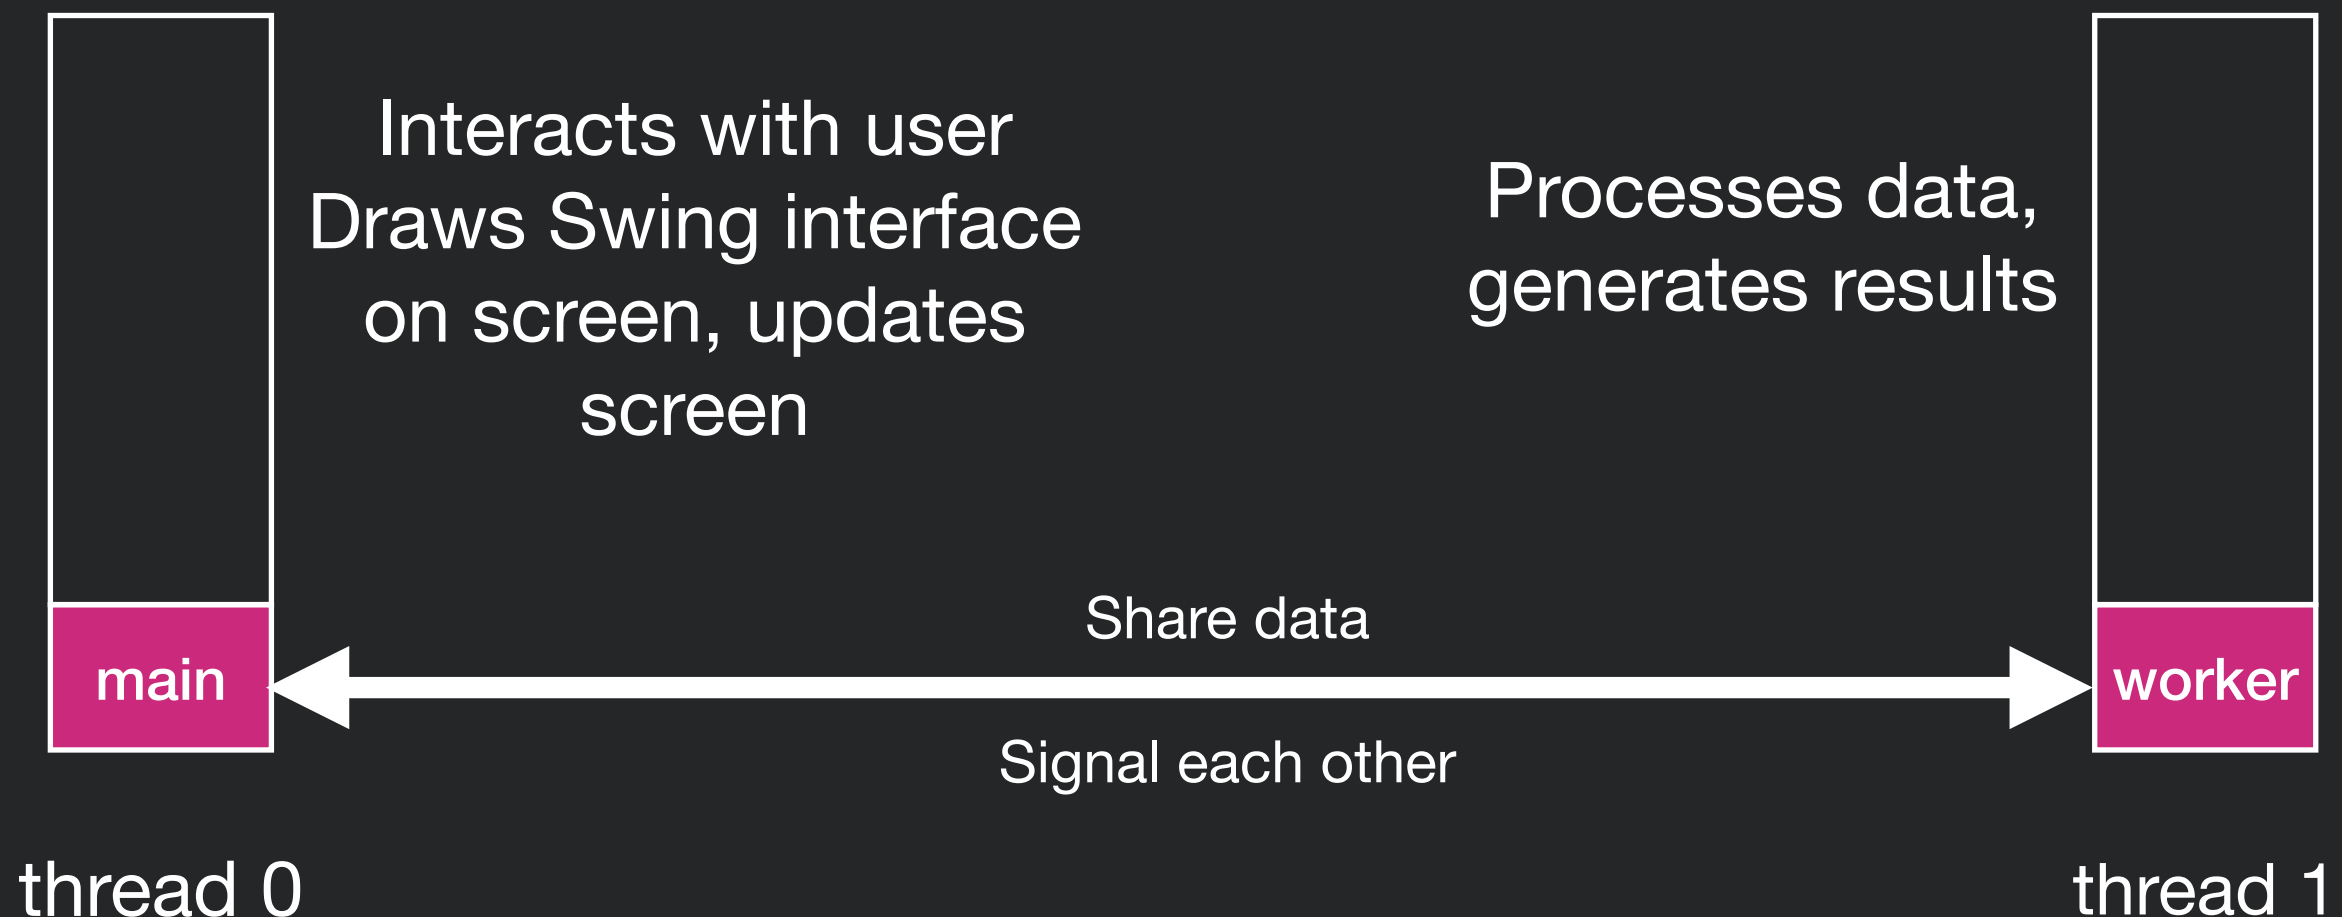 Interacts with user
Draws Swing interface
on screen, updates
screen
Processes data,
generates results
Share data
main
worker
Signal each other
thread 0
thread 1